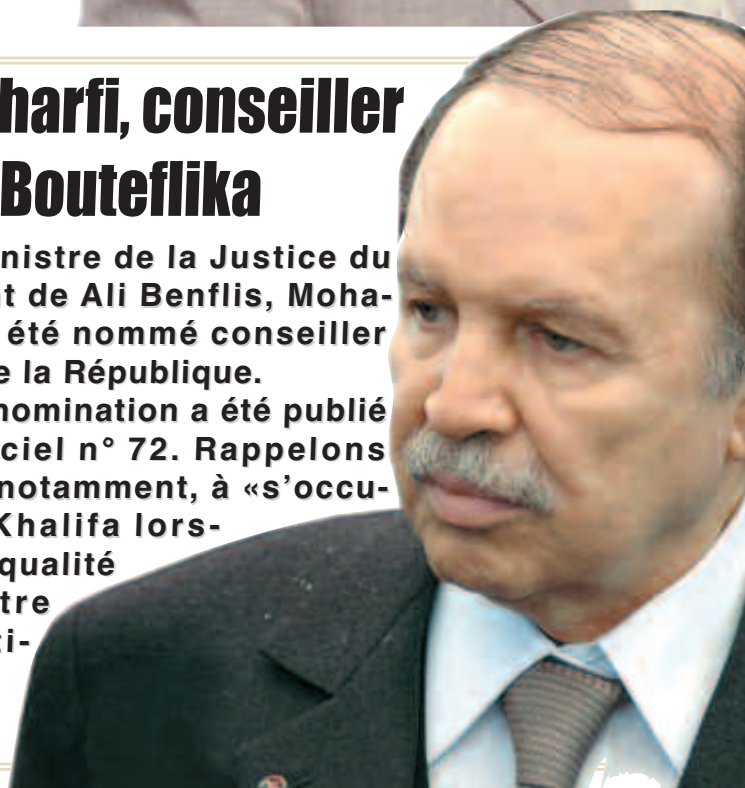 harfi, conseiller
Bouteflika
nistre de la Justice du
t de Ali Benflis, Moha-
été nommé conseiller
e la République.
nomination a été publié
ciel n° 72. Rappelons
notamment, à «s’occu-
Khalifa lors-
qualité
tre
ti-